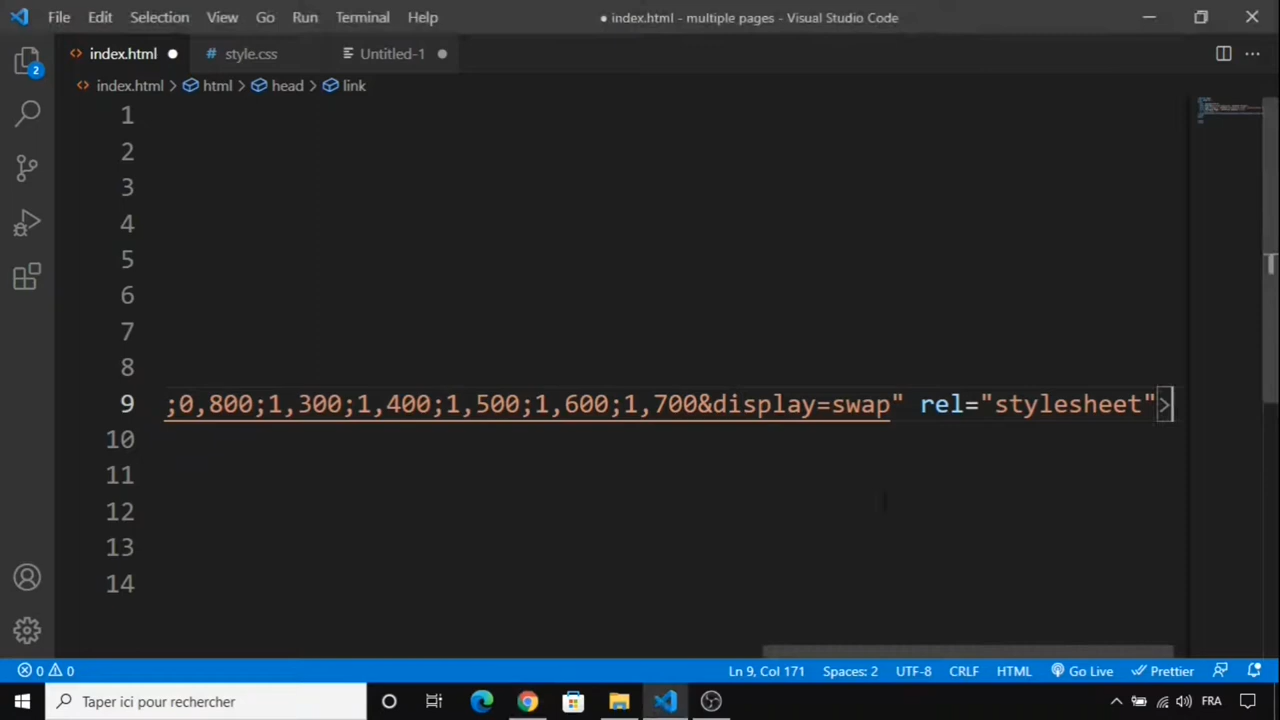 File Edit Selection View Go Run Terminal Help ● index.html - multiple pages - Visual Studio Code
index.html style.css Untitled-1
index.html > html > head > link
1
2
3
4
5
6
7
8
9 ;0,800;1,300;1,400;1,500;1,600;1,700&display=swap" rel="stylesheet">
10
11
12
13
14
2
0 0 Ln 9, Col 171 Spaces: 2 UTF-8 CRLF HTML Go Live Prettier
Taper ici pour rechercher FRA